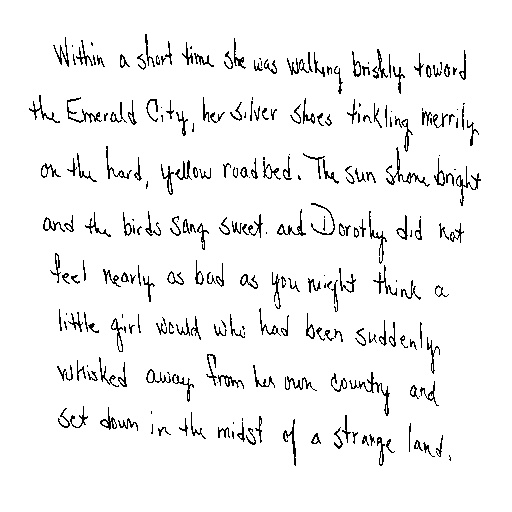 Within a short time she was walking briskly toward
the Emerald City, her silver shoes tinkling merrily
on the hard, yellow roadbed. The sun shone bright
and the birds sang sweet. and Dorothy did not
feel nearly as bad as you might think a
little girl would who had been suddenly
whisked away from her own country and
set down in the midst of a strange land.